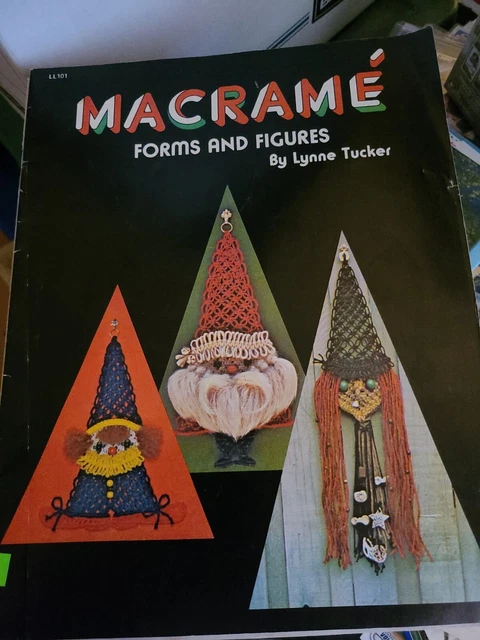 LL101
MACRAMÉ
FORMS AND FIGURES
By Lynne Tucker